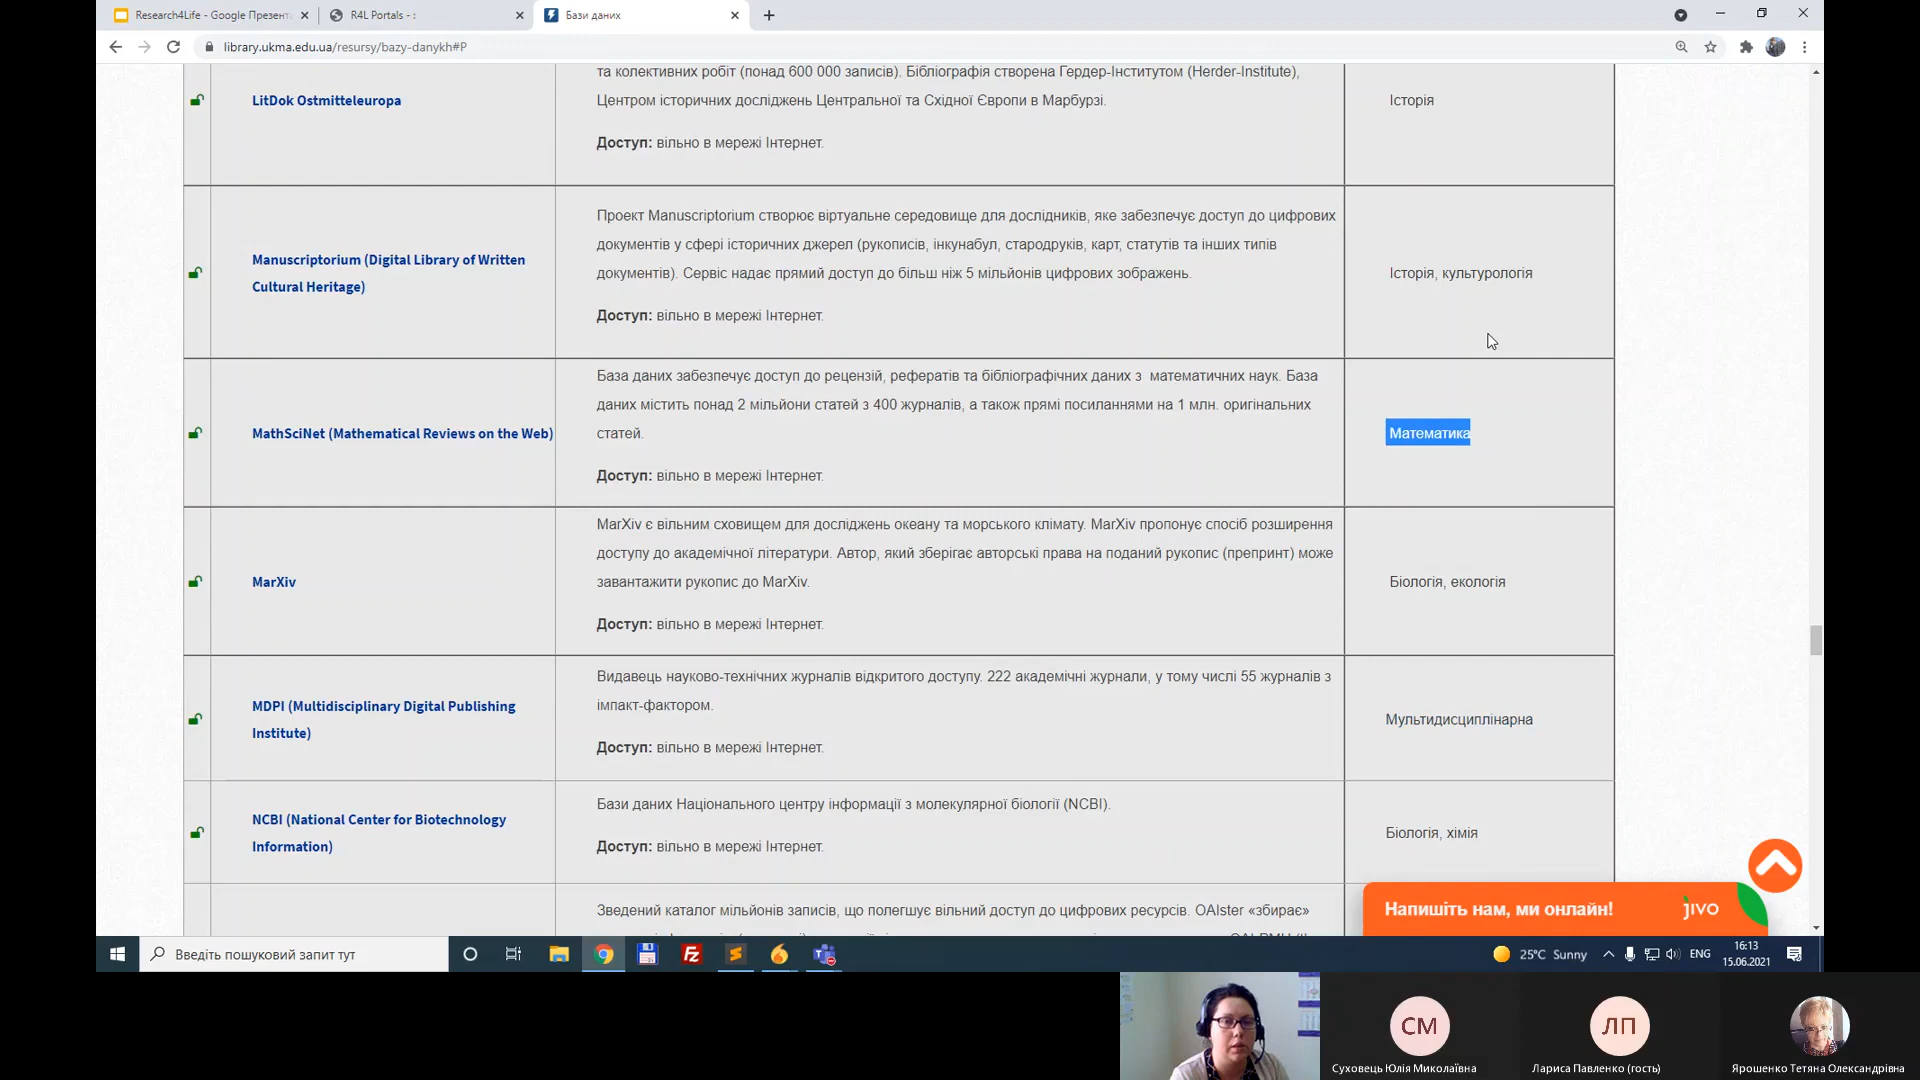 Research4Life - Google Презент
R4L Portals - :
Бази даних
library.ukma.edu.ua/resursy/bazy-danykh#P
та колективних робіт (понад 600 000 записів). Бібліографія створена Гердер-Інститутом (Herder-Institute),
LitDok Ostmitteleuropa
Центром історичних досліджень Центральної та Східної Європи в Марбурзі.
Історія
Доступ: вільно в мережі Інтернет.
Проект Manuscriptorium створює віртуальне середовище для дослідників, яке забезпечує доступ до цифрових
документів у сфері історичних джерел (рукописів, інкунабул, стародруків, карт, статутів та інших типів
Manuscriptorium (Digital Library of Written
Cultural Heritage)
документів). Сервіс надає прямий доступ до більш ніж 5 мільйонів цифрових зображень.
Історія, культурологія
Доступ: вільно в мережі Інтернет.
База даних забезпечує доступ до рецензій, рефератів та бібліографічних даних з математичних наук. База
даних містить понад 2 мільйони статей з 400 журналів, а також прямі посиланнями на 1 млн. оригінальних
MathSciNet (Mathematical Reviews on the Web)
статей.
Математика
Доступ: вільно в мережі Інтернет.
MarXiv є вільним сховищем для досліджень океану та морського клімату. MarXiv пропонує спосіб розширення
доступу до академічної літератури. Автор, який зберігає авторські права на поданий рукопис (препринт) може
MarXiv
завантажити рукопис до MarXiv.
Біологія, екологія
Доступ: вільно в мережі Інтернет.
Видавець науково-технічних журналів відкритого доступу. 222 академічні журнали, у тому числі 55 журналів з
MDPI (Multidisciplinary Digital Publishing
Institute)
імпакт-фактором.
Мультидисциплінарна
Доступ: вільно в мережі Інтернет.
Бази даних Національного центру інформації з молекулярної біології (NCBI).
NCBI (National Center for Biotechnology
Information)
Біологія, хімія
Доступ: вільно в мережі Інтернет.
Зведений каталог мільйонів записів, що полегшує вільний доступ до цифрових ресурсів. OAIster «збирає»
Напишіть нам, ми онлайн!
jivo
Введіть пошуковий запит тут
25°C Sunny
ENG
16:13
15.06.2021
СМ
ЛП
Суховець Юлія Миколаївна
Лариса Павленко (гость)
Ярошенко Тетяна Олександрівна